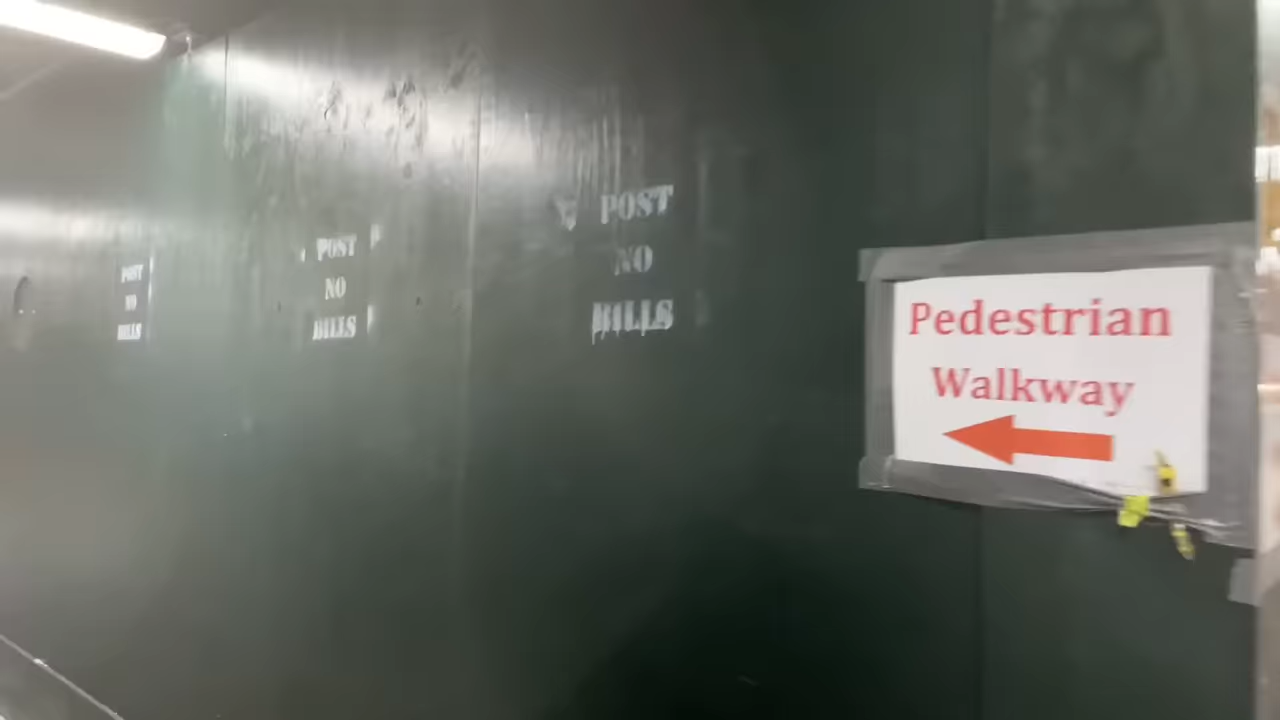 POST
NO
BILLS
POST
NO
BILLS
POST
NO
BILLS
Pedestrian
Walkway